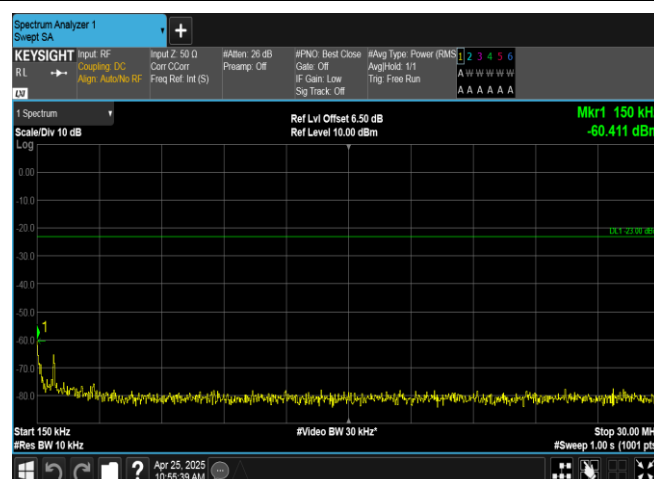 Spectrum Analyzer 1
Swept SA
+
KEYSIGHT
RL
LXI
Input: RF
Coupling: DC
Align: Auto/No RF
Input Z: 50 Ω
Corr CCorr
Freq Ref: Int (S)
#Atten: 26 dB
Preamp: Off
#PNO: Best Close
Gate: Off
IF Gain: Low
Sig Track: Off
#Avg Type: Power (RMS
Avg|Hold: 1/1
Trig: Free Run
1 2 3 4 5 6
A W W W W W
A A A A A A
1 Spectrum
Scale/Div 10 dB
Log
Ref Lvl Offset 6.50 dB
Ref Level 10.00 dBm
Mkr1 150 kH
-60.411 dBm
0.00
-10.0
-20.0
DL1 -23.00 dB
-30.0
-40.0
-50.0
1
-60.0
-70.0
-80.0
Start 150 kHz
#Res BW 10 kHz
#Video BW 30 kHz*
Stop 30.00 MH
#Sweep 1.00 s (1001 pts
?
Apr 25, 2025
10:55:39 AM